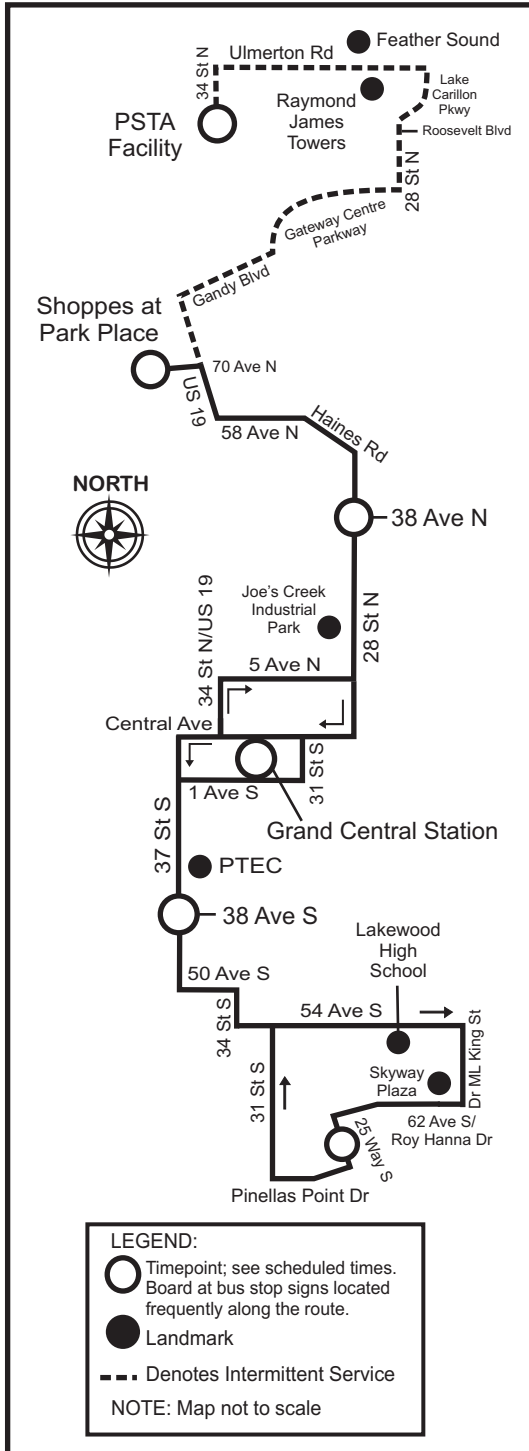 Feather Sound
Ulmerton Rd
34 St N
Lake
Carillon
Pkwy
Raymond
James
Towers
PSTA
Facility
Roosevelt Blvd
28 St N
Gateway Centre
Parkway
Gandy Blvd
Shoppes at
Park Place
70 Ave N
US 19
58 Ave N
Haines Rd
NORTH
38 Ave N
Joe's Creek
Industrial
Park
34 St N/US 19
28 St N
5 Ave N
Central Ave
31 St S
1 Ave S
Grand Central Station
37 St S
PTEC
38 Ave S
Lakewood
High
School
50 Ave S
34 St S
54 Ave S
Dr ML King St
Skyway
Plaza
31 St S
62 Ave S/
Roy Hanna Dr
25 Way S
Pinellas Point Dr
LEGEND:
Timepoint; see scheduled times.
Board at bus stop signs located
frequently along the route.
Landmark
Denotes Intermittent Service
NOTE: Map not to scale